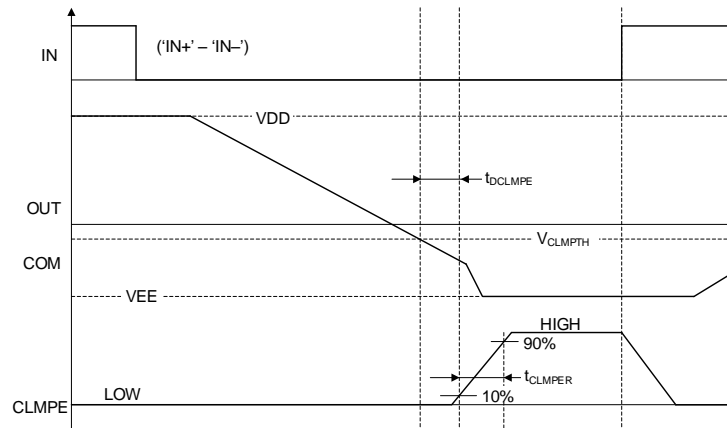 IN
('IN+' – 'IN–')
VDD
tDCLMPE
OUT
VCLMPTH
COM
VEE
HIGH
90%
tCLMPER
LOW
10%
CLMPE